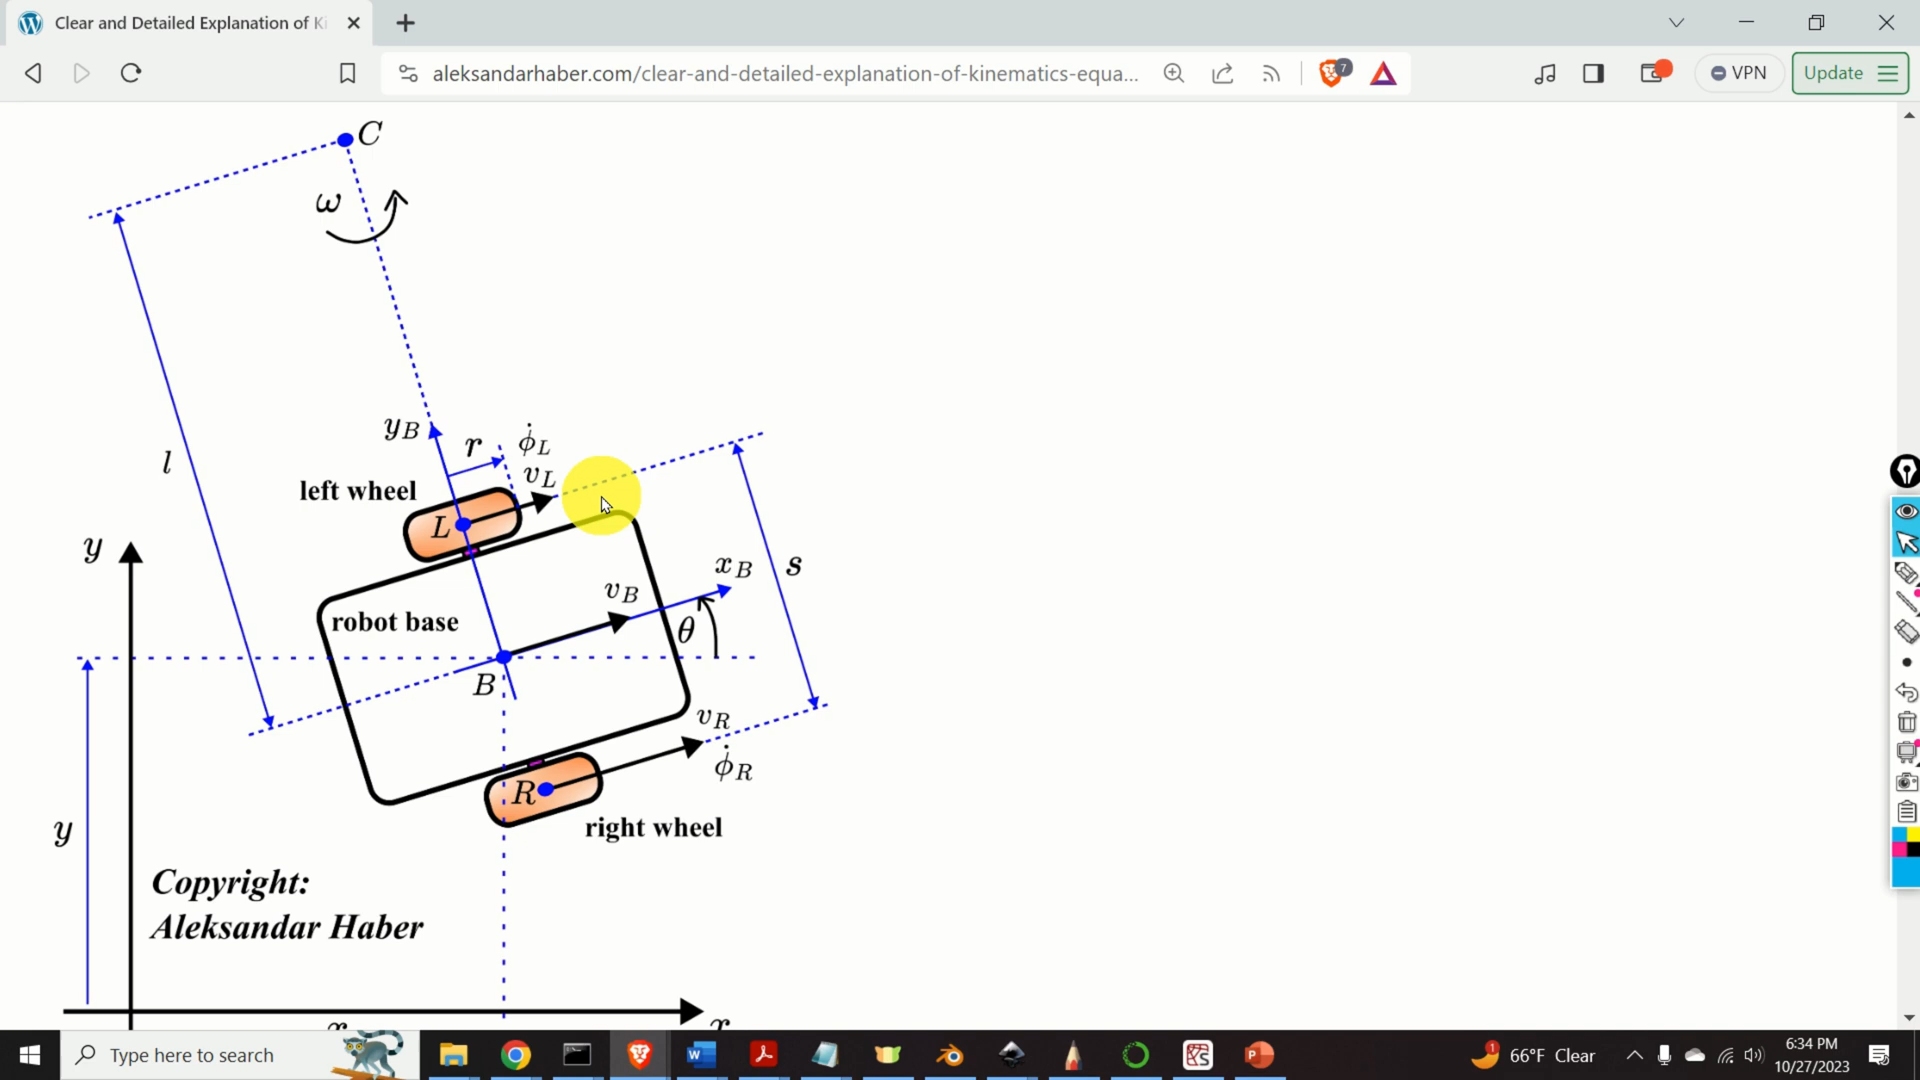 Clear and Detailed Explanation of Ki
aleksandarhaber.com/clear-and-detailed-explanation-of-kinematics-equa...
7
VPN
Update
C
ω
l
y_B
r
φ̇_L
v_L
left wheel
L
y
x_B
s
v_B
robot base
θ
B
v_R
φ̇_R
R
right wheel
y
Copyright:
Aleksandar Haber
x
x
Type here to search
1
66°F Clear
6:34 PM
10/27/2023